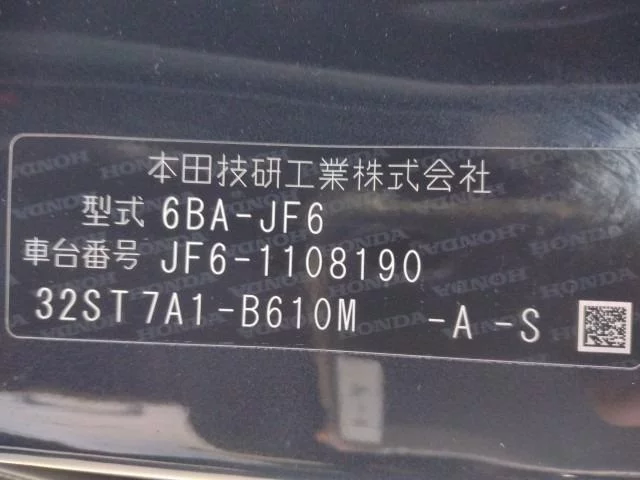 本田技研工業株式会社
型式 6BA-JF6
車台番号 JF6-1108190
32ST7A1-B610M -A -S